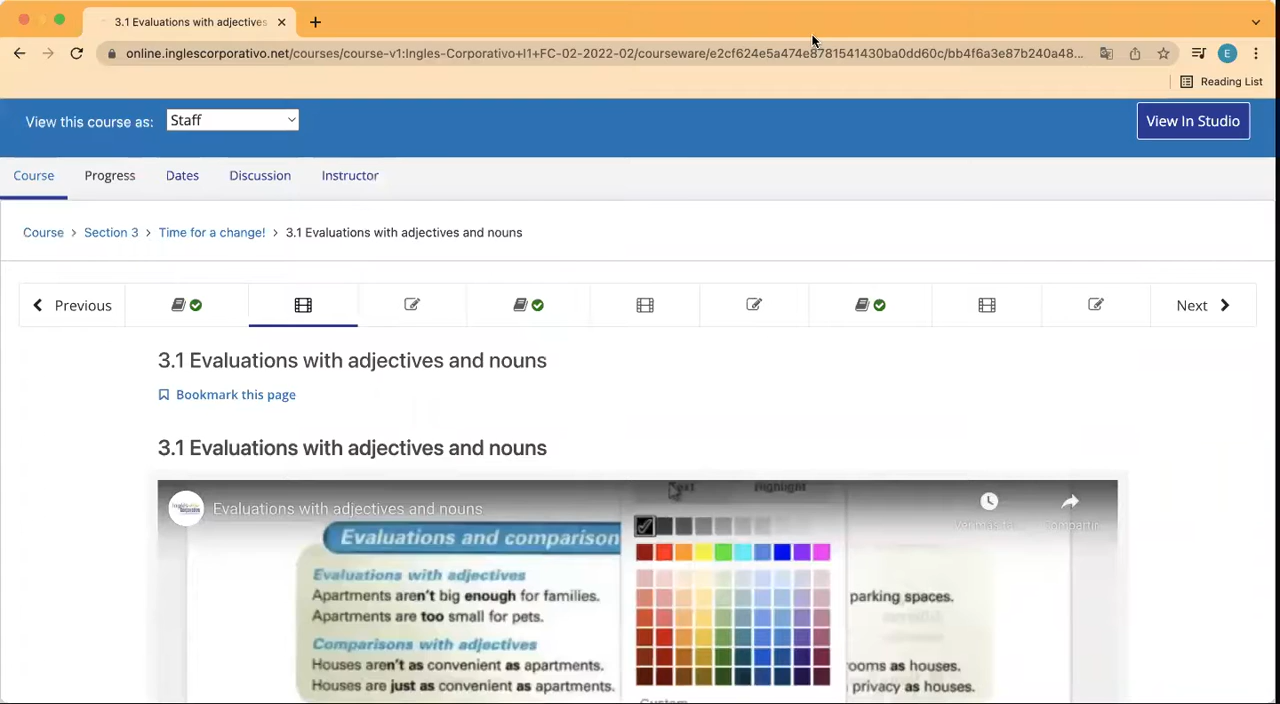 3.1 Evaluations with adjectives
online.inglescorporativo.net/courses/course-v1:Ingles-Corporativo+I1+FC-02-2022-02/courseware/e2cf624e5a474e8781541430ba0dd60c/bb4f6a3e87b240a48...
E
Reading List
View this course as:
Staff
View In Studio
Course
Progress
Dates
Discussion
Instructor
Course > Section 3 > Time for a change! > 3.1 Evaluations with adjectives and nouns
Previous
Next
3.1 Evaluations with adjectives and nouns
Bookmark this page
3.1 Evaluations with adjectives and nouns
Evaluations with adjectives and nouns
Highlight
Evaluations and comparison
Evaluations with adjectives
Apartments aren't big enough for families.
parking spaces.
Apartments are too small for pets.
Comparisons with adjectives
Houses aren't as convenient as apartments.
ooms as houses.
Houses are just as convenient as apartments.
privacy as houses.